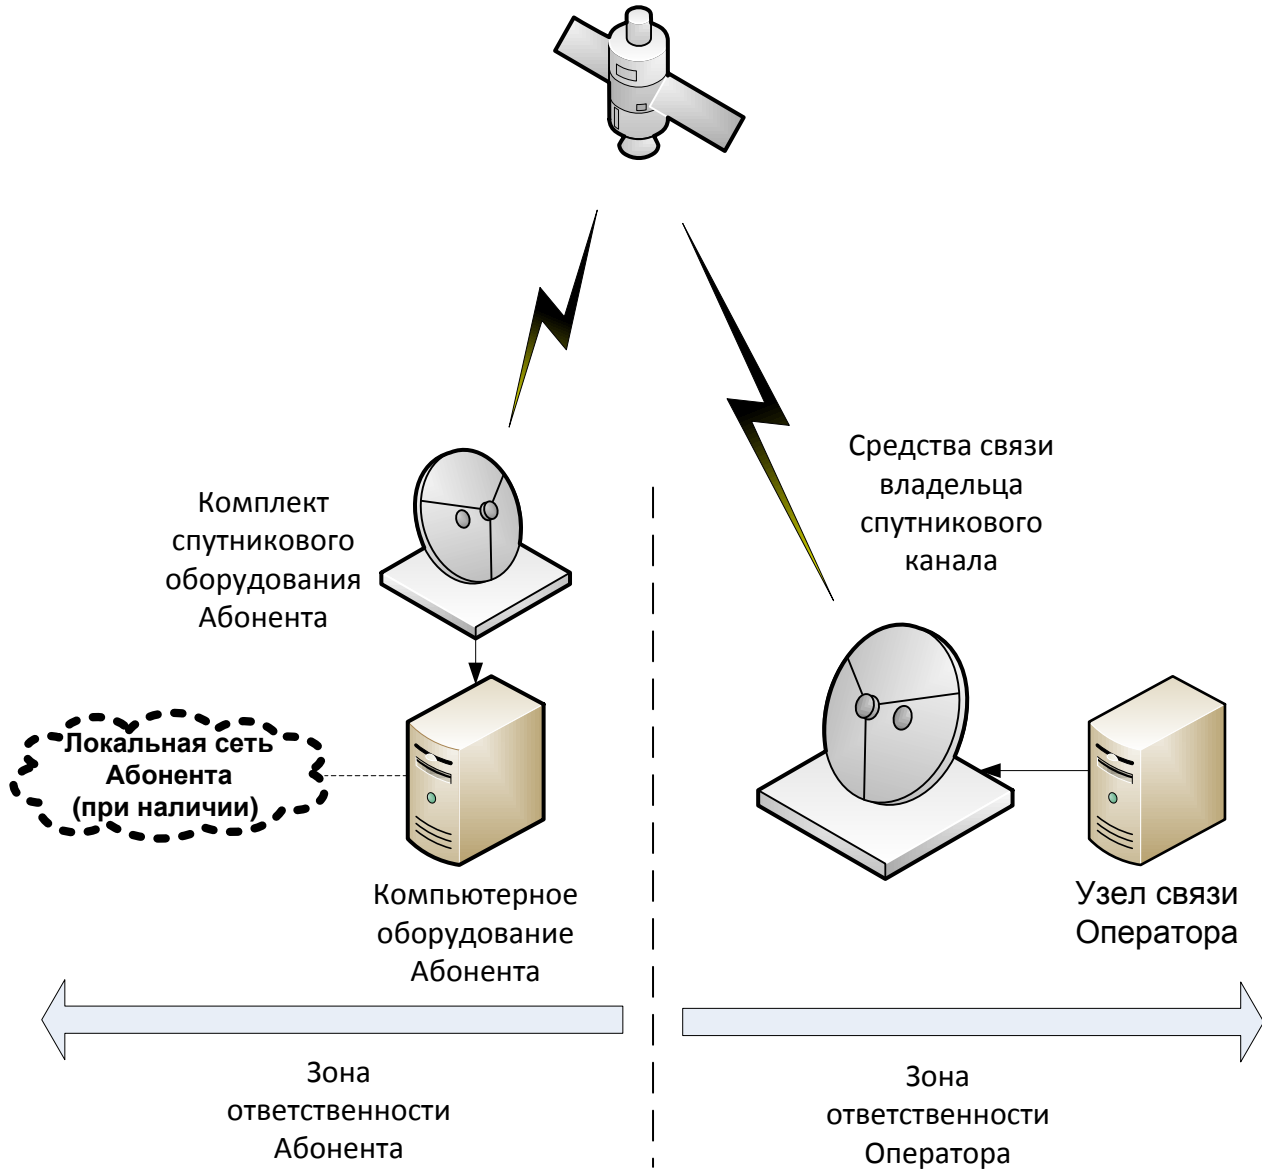 Средства связи
владельца
спутникового
канала
Комплект
спутникового
оборудования
Абонента
Локальная сеть
Абонента
(при наличии)
Компьютерное
оборудование
Абонента
Узел связи
Оператора
Зона
ответственности
Абонента
Зона
ответственности
Оператора